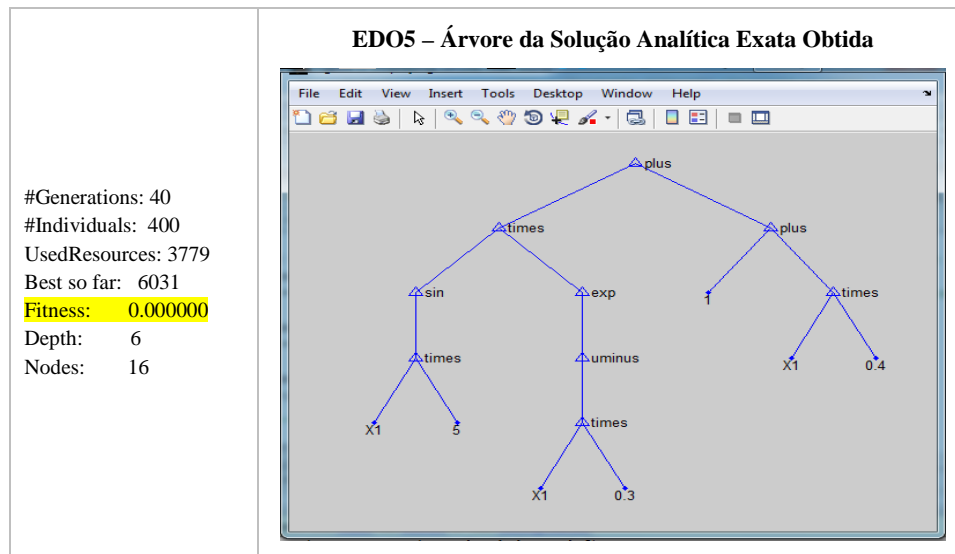 EDO5 – Árvore da Solução Analítica Exata Obtida
#Generations: 40
#Individuals: 400
UsedResources: 3779
Best so far: 6031
Fitness: 0.000000
Depth: 6
Nodes: 16
File Edit View Insert Tools Desktop Window Help
plus
times plus
sin exp 1 times
times uminus X1 0.4
X1 5 times
X1 0.3